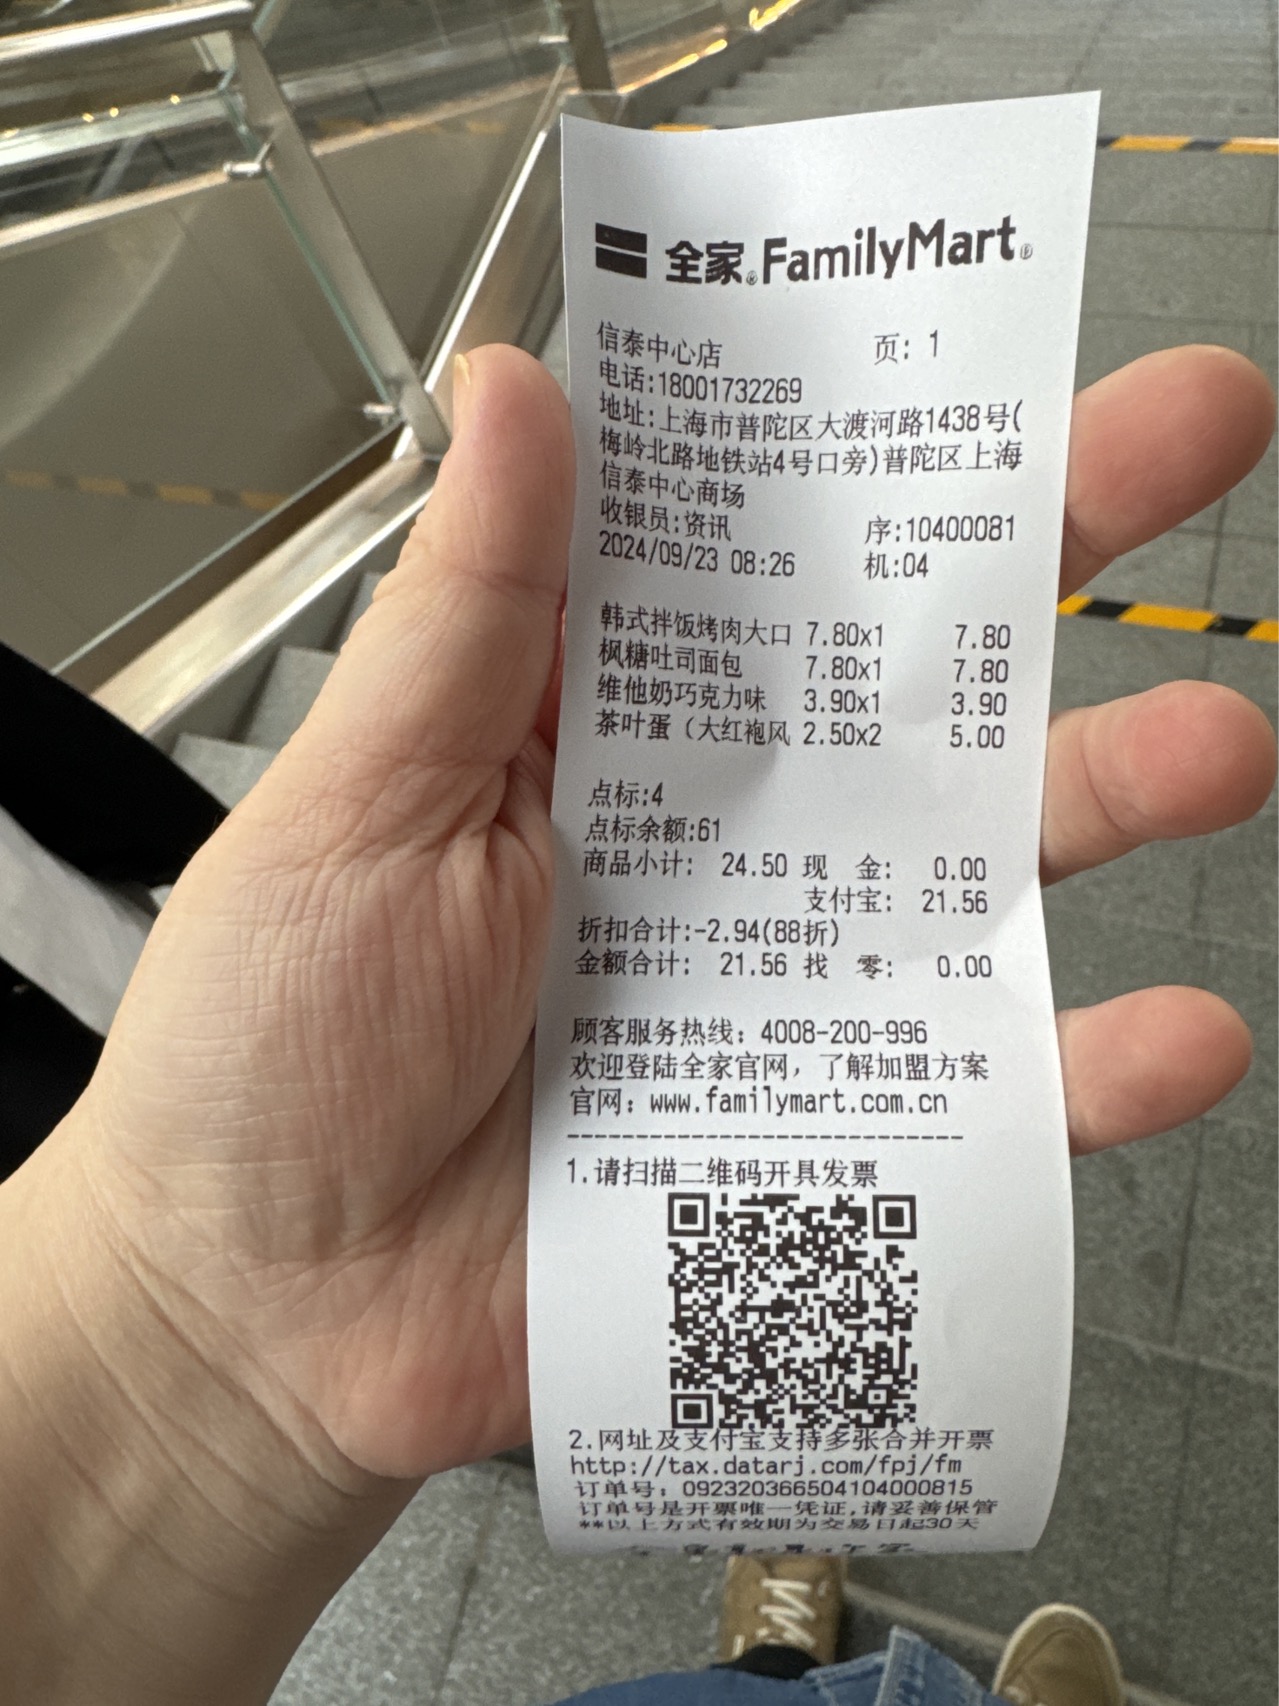 全家® FamilyMart®
信泰中心店 页: 1
电话:18001732269
地址:上海市普陀区大渡河路1438号(
梅岭北路地铁站4号口旁)普陀区上海
信泰中心商场
收银员:资讯 序:10400081
2024/09/23 08:26 机:04
韩式拌饭烤肉大口 7.80x1 7.80
枫糖吐司面包 7.80x1 7.80
维他奶巧克力味 3.90x1 3.90
茶叶蛋（大红袍风 2.50x2 5.00
点标:4
点标余额:61
商品小计: 24.50 现 金: 0.00
支付宝: 21.56
折扣合计:-2.94(88折)
金额合计: 21.56 找 零: 0.00
顾客服务热线：4008-200-996
欢迎登陆全家官网，了解加盟方案
官网：www.familymart.com.cn
-----------------------------
1.请扫描二维码开具发票
2.网址及支付宝支持多张合并开票
http://tax.datarj.com/fpj/fm
订单号：0923203665041040000815
订单号是开票唯一凭证,请妥善保管
**以上方式有效期为交易日起30天